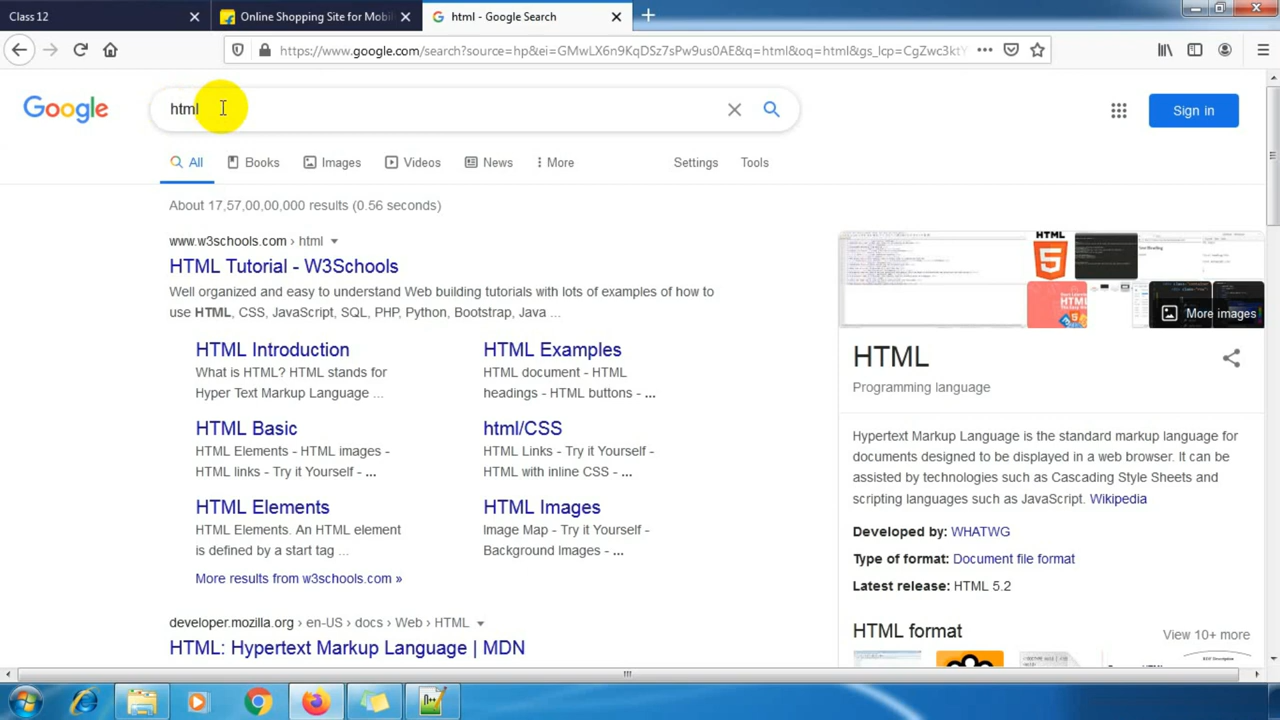 Class 12
Online Shopping Site for Mobil
html - Google Search
https://www.google.com/search?source=hp&ei=GMwLX6n9KqDSz7sPw9us0AE&q=html&oq=html&gs_lcp=CgZwc3ktY
Google
html
Sign in
All
Books
Images
Videos
News
More
Settings
Tools
About 17,57,00,00,000 results (0.56 seconds)
www.w3schools.com › html
HTML Tutorial - W3Schools
Well organized and easy to understand Web building tutorials with lots of examples of how to
use HTML, CSS, JavaScript, SQL, PHP, Python, Bootstrap, Java ...
HTML Introduction
What is HTML? HTML stands for
Hyper Text Markup Language ...
HTML Examples
HTML document - HTML
headings - HTML buttons - ...
HTML Basic
HTML Elements - HTML images -
HTML links - Try it Yourself - ...
html/CSS
HTML Links - Try it Yourself -
HTML with inline CSS - ...
HTML Elements
HTML Elements. An HTML element
is defined by a start tag ...
HTML Images
Image Map - Try it Yourself -
Background Images - ...
More results from w3schools.com »
developer.mozilla.org › en-US › docs › Web › HTML
HTML: Hypertext Markup Language | MDN
HTML
5
More images
HTML
Programming language
Hypertext Markup Language is the standard markup language for
documents designed to be displayed in a web browser. It can be
assisted by technologies such as Cascading Style Sheets and
scripting languages such as JavaScript. Wikipedia
Developed by: WHATWG
Type of format: Document file format
Latest release: HTML 5.2
HTML format
View 10+ more